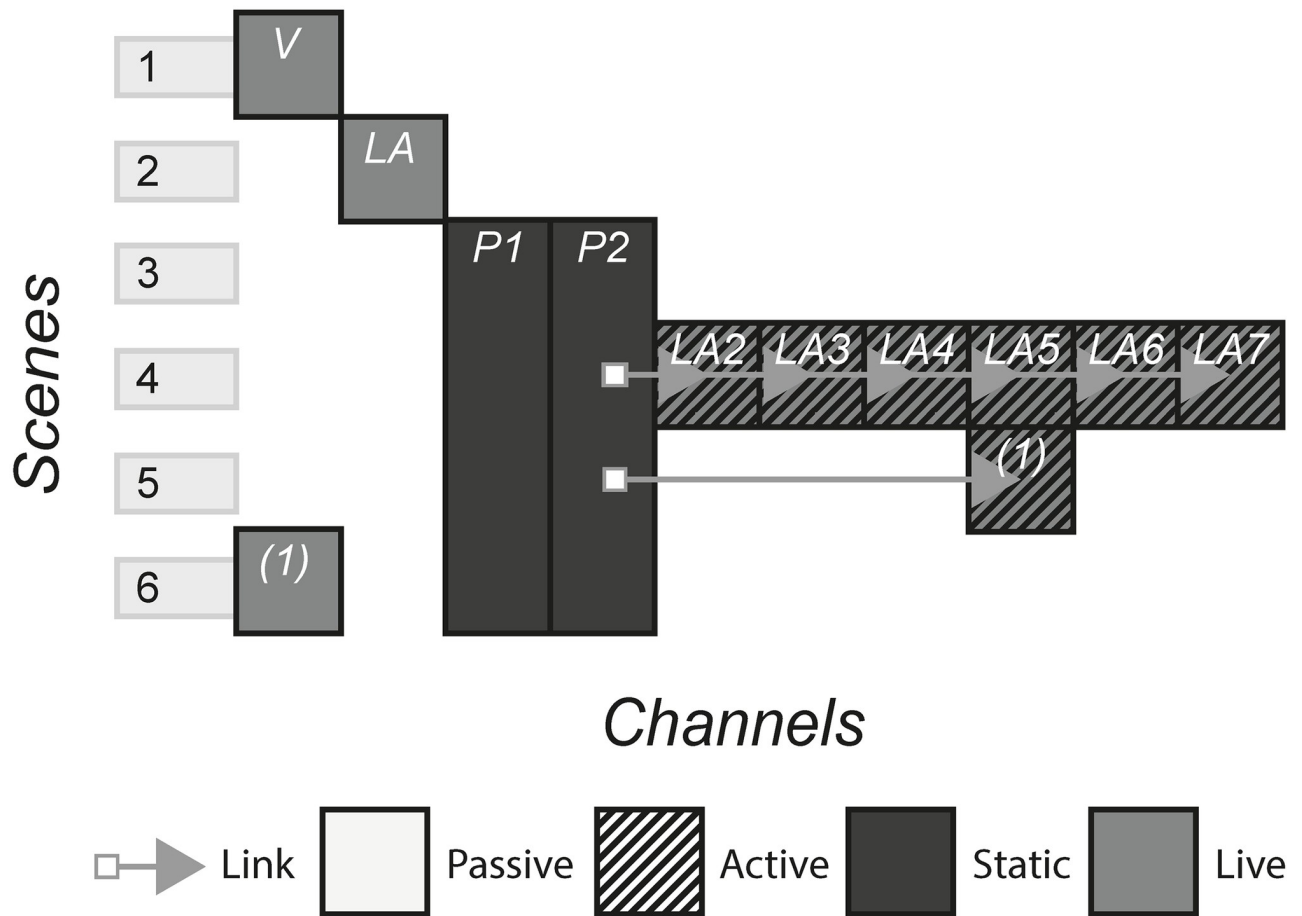 1
V
2
LA
3
P1 P2
4
LA2 LA3 LA4 LA5 LA6 LA7
5
(1)
6
(1)
Scenes
Channels
Link Passive Active Static Live